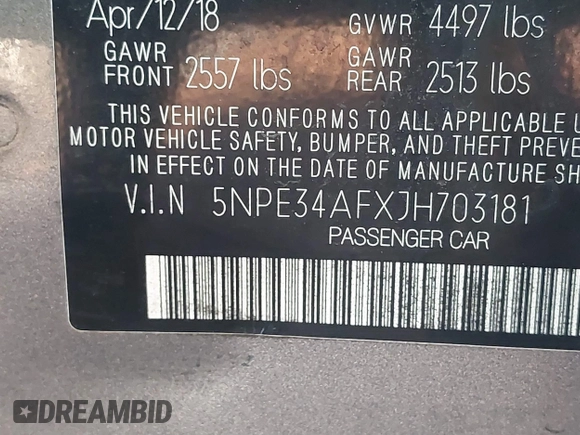 Apr/12/18 GVWR 4497 lbs
GAWR FRONT 2557 lbs GAWR REAR 2513 lbs
THIS VEHICLE CONFORMS TO ALL APPLICABLE
MOTOR VEHICLE SAFETY, BUMPER, AND THEFT
IN EFFECT ON THE DATE OF MANUFACTURE
V.I.N 5NPE34AFXJH703181
PASSENGER CAR
DREAMBID